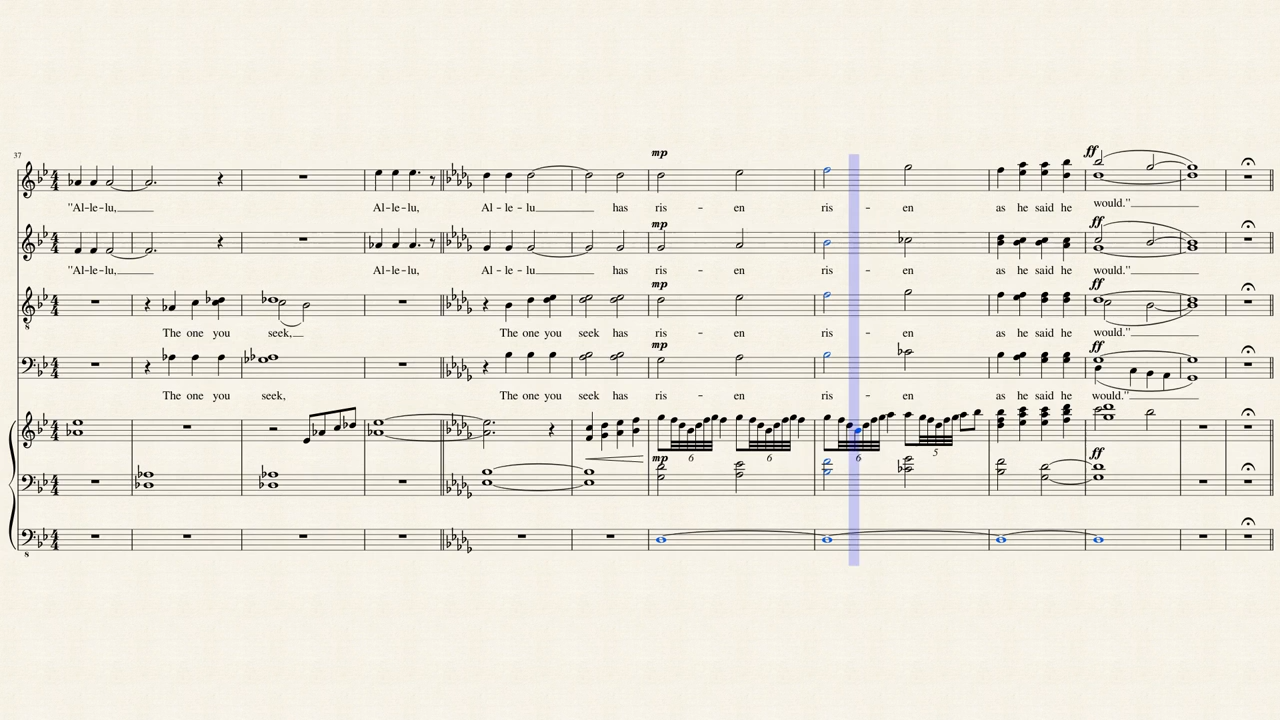 37
mp
ff
"Al-le-lu, Al-le-lu, Al-le-lu has ris-en ris-en as he said he would."
mp
ff
"Al-le-lu, Al-le-lu, Al-le-lu has ris-en ris-en as he said he would."
mp
ff
The one you seek, The one you seek has ris-en ris-en as he said he would."
mp
ff
The one you seek, The one you seek has ris-en ris-en as he said he would."
6 6 6 5
mp
ff
8